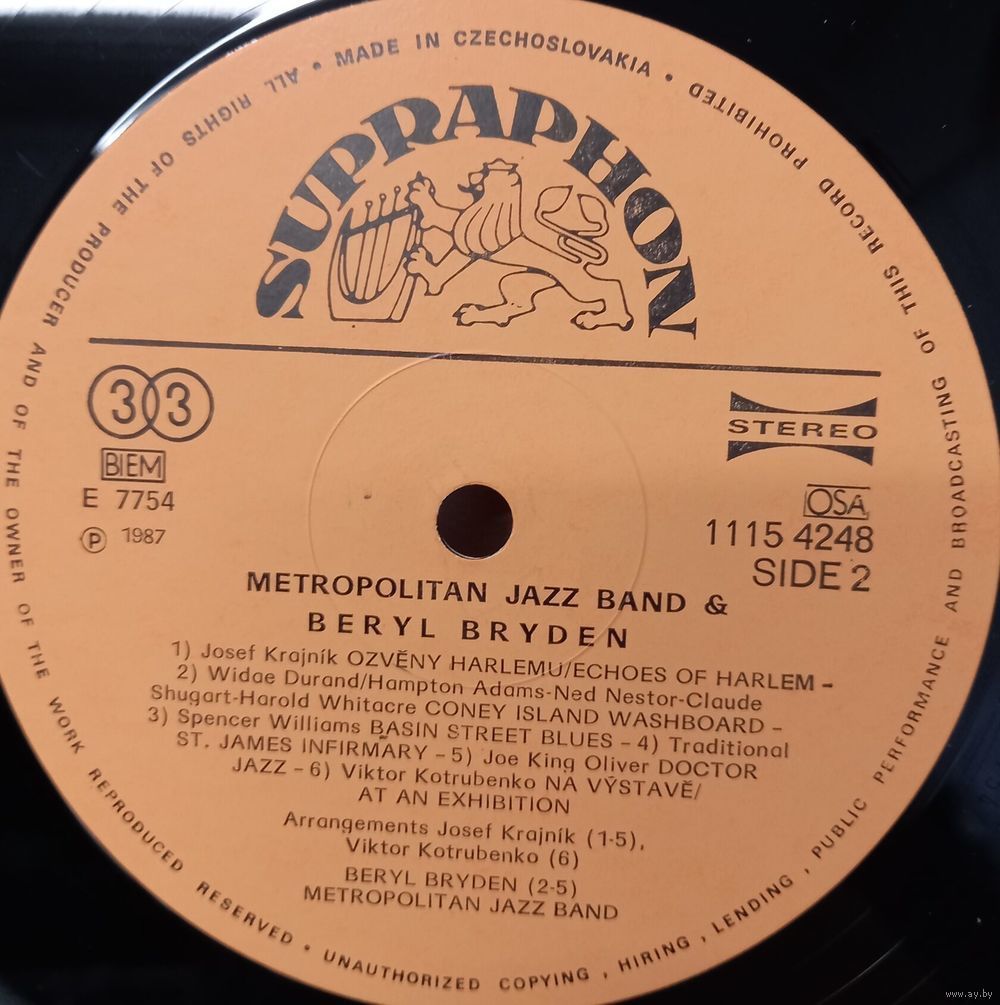 ALL RIGHTS OF THE PRODUCER AND OF THE OWNER OF THE WORK REPRODUCED RESERVED • UNAUTHORIZED COPYING, HIRING, LENDING, PUBLIC PERFORMANCE AND BROADCASTING OF THIS RECORD PROHIBITED • MADE IN CZECHOSLOVAKIA •
SUPRAPHON
33
STEREO
BIEM
E 7754
℗ 1987
OSA
1115 4248
SIDE 2
METROPOLITAN JAZZ BAND &
BERYL BRYDEN
1) Josef Krajník OZVĚNY HARLEMU/ECHOES OF HARLEM –
2) Widae Durand/Hampton Adams-Ned Nestor-Claude
Shugart-Harold Whitacre CONEY ISLAND WASHBOARD –
3) Spencer Williams BASIN STREET BLUES – 4) Traditional
ST. JAMES INFIRMARY – 5) Joe King Oliver DOCTOR
JAZZ – 6) Viktor Kotrubenko NA VÝSTAVĚ/
AT AN EXHIBITION
Arrangements Josef Krajník (1-5),
Viktor Kotrubenko (6)
BERYL BRYDEN (2-5)
METROPOLITAN JAZZ BAND
www.ay.by